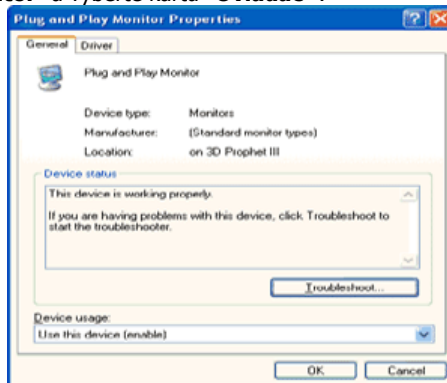 Plug and Play Monitor Properties
General Driver
Plug and Play Monitor
Device type: Monitors
Manufacturer: (Standard monitor types)
Location: on 3D Prophet III
Device status
This device is working properly.
If you are having problems with this device, click Troubleshoot to
start the troubleshooter.
Troubleshoot...
Device usage:
Use this device (enable)
OK Cancel